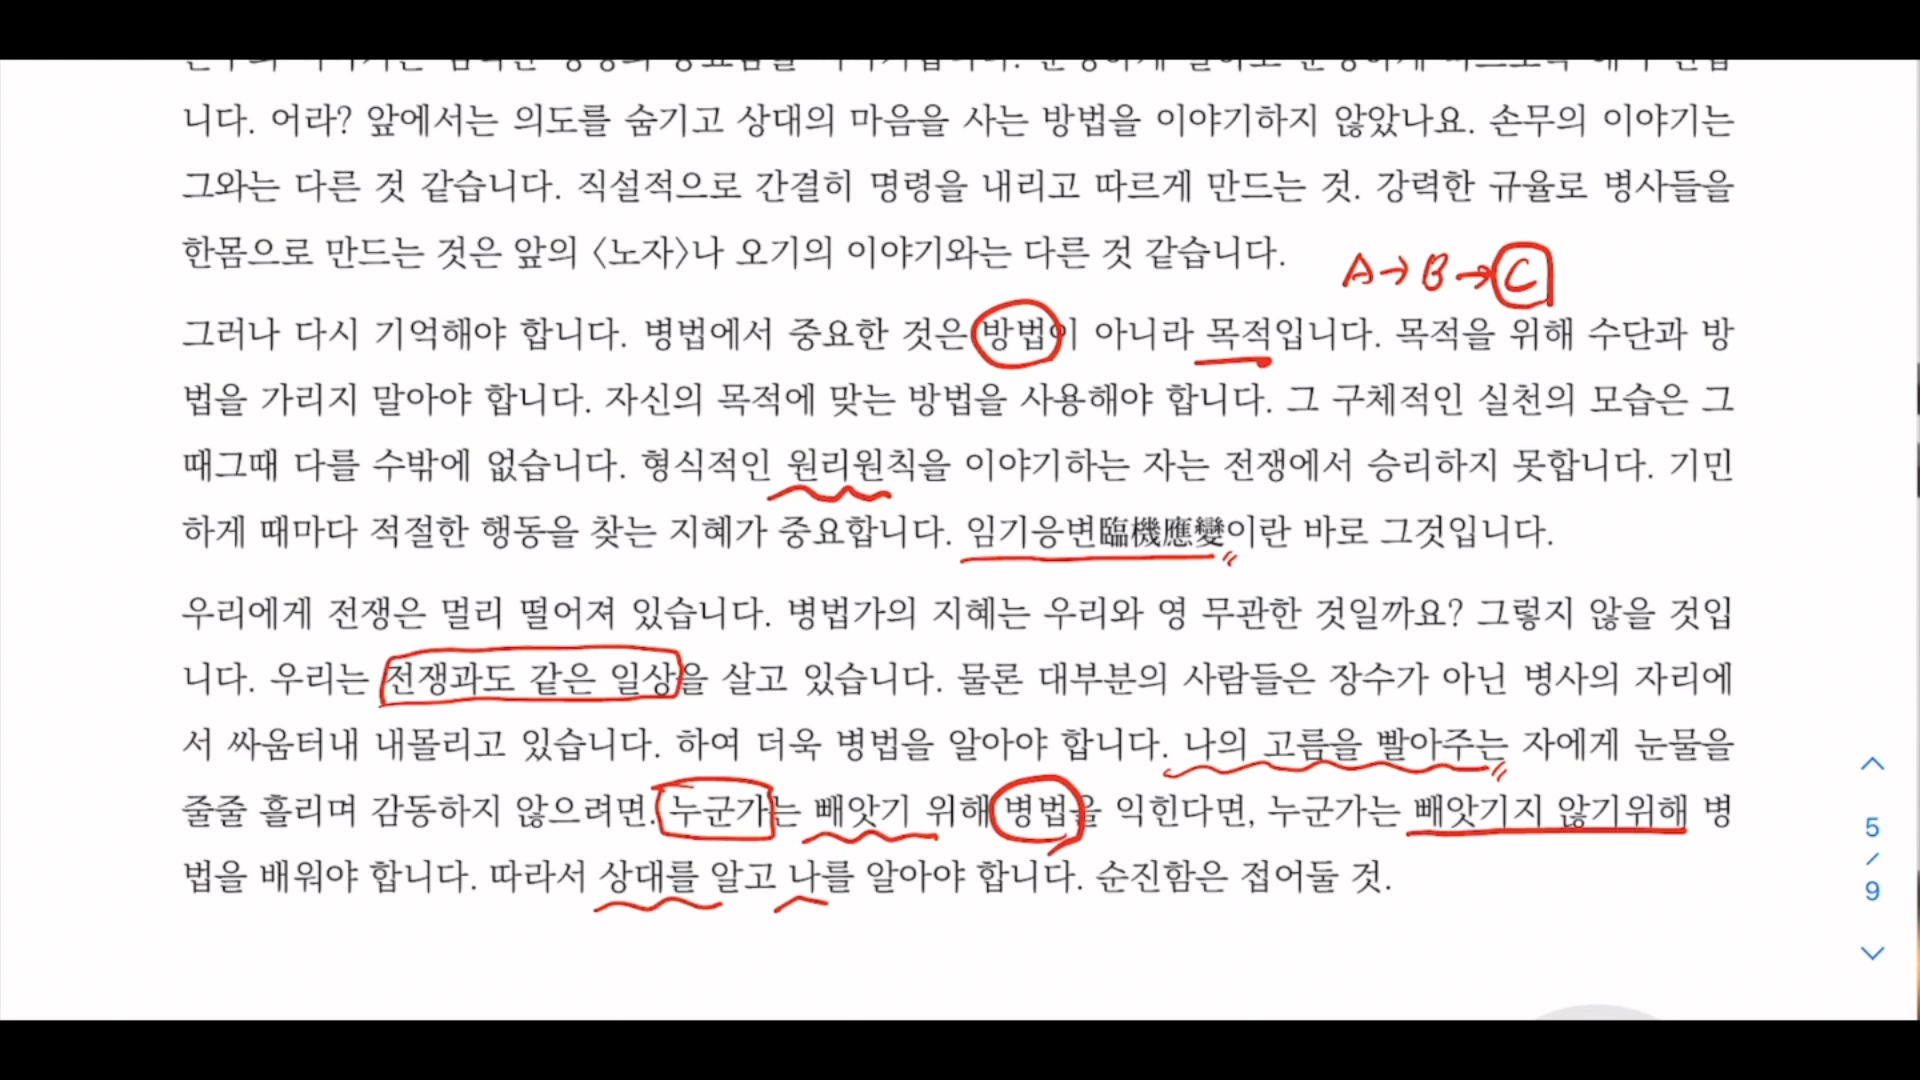 니다. 어라? 앞에서는 의도를 숨기고 상대의 마음을 사는 방법을 이야기하지 않았나요. 손무의 이야기는
그와는 다른 것 같습니다. 직설적으로 간결히 명령을 내리고 따르게 만드는 것. 강력한 규율로 병사들을
한몸으로 만드는 것은 앞의 〈노자〉나 오기의 이야기와는 다른 것 같습니다.
A→B→C
그러나 다시 기억해야 합니다. 병법에서 중요한 것은 방법이 아니라 목적입니다. 목적을 위해 수단과 방
법을 가리지 말아야 합니다. 자신의 목적에 맞는 방법을 사용해야 합니다. 그 구체적인 실천의 모습은 그
때그때 다를 수밖에 없습니다. 형식적인 원리원칙을 이야기하는 자는 전쟁에서 승리하지 못합니다. 기민
하게 때마다 적절한 행동을 찾는 지혜가 중요합니다. 임기응변臨機應變이란 바로 그것입니다.
우리에게 전쟁은 멀리 떨어져 있습니다. 병법가의 지혜는 우리와 영 무관한 것일까요? 그렇지 않을 것입
니다. 우리는 전쟁과도 같은 일상을 살고 있습니다. 물론 대부분의 사람들은 장수가 아닌 병사의 자리에
서 싸움터내 내몰리고 있습니다. 하여 더욱 병법을 알아야 합니다. 나의 고름을 빨아주는 자에게 눈물을
줄줄 흘리며 감동하지 않으려면. 누군가는 빼앗기 위해 병법을 익힌다면, 누군가는 빼앗기지 않기위해 병
법을 배워야 합니다. 따라서 상대를 알고 나를 알아야 합니다. 순진함은 접어둘 것.
5
/
9